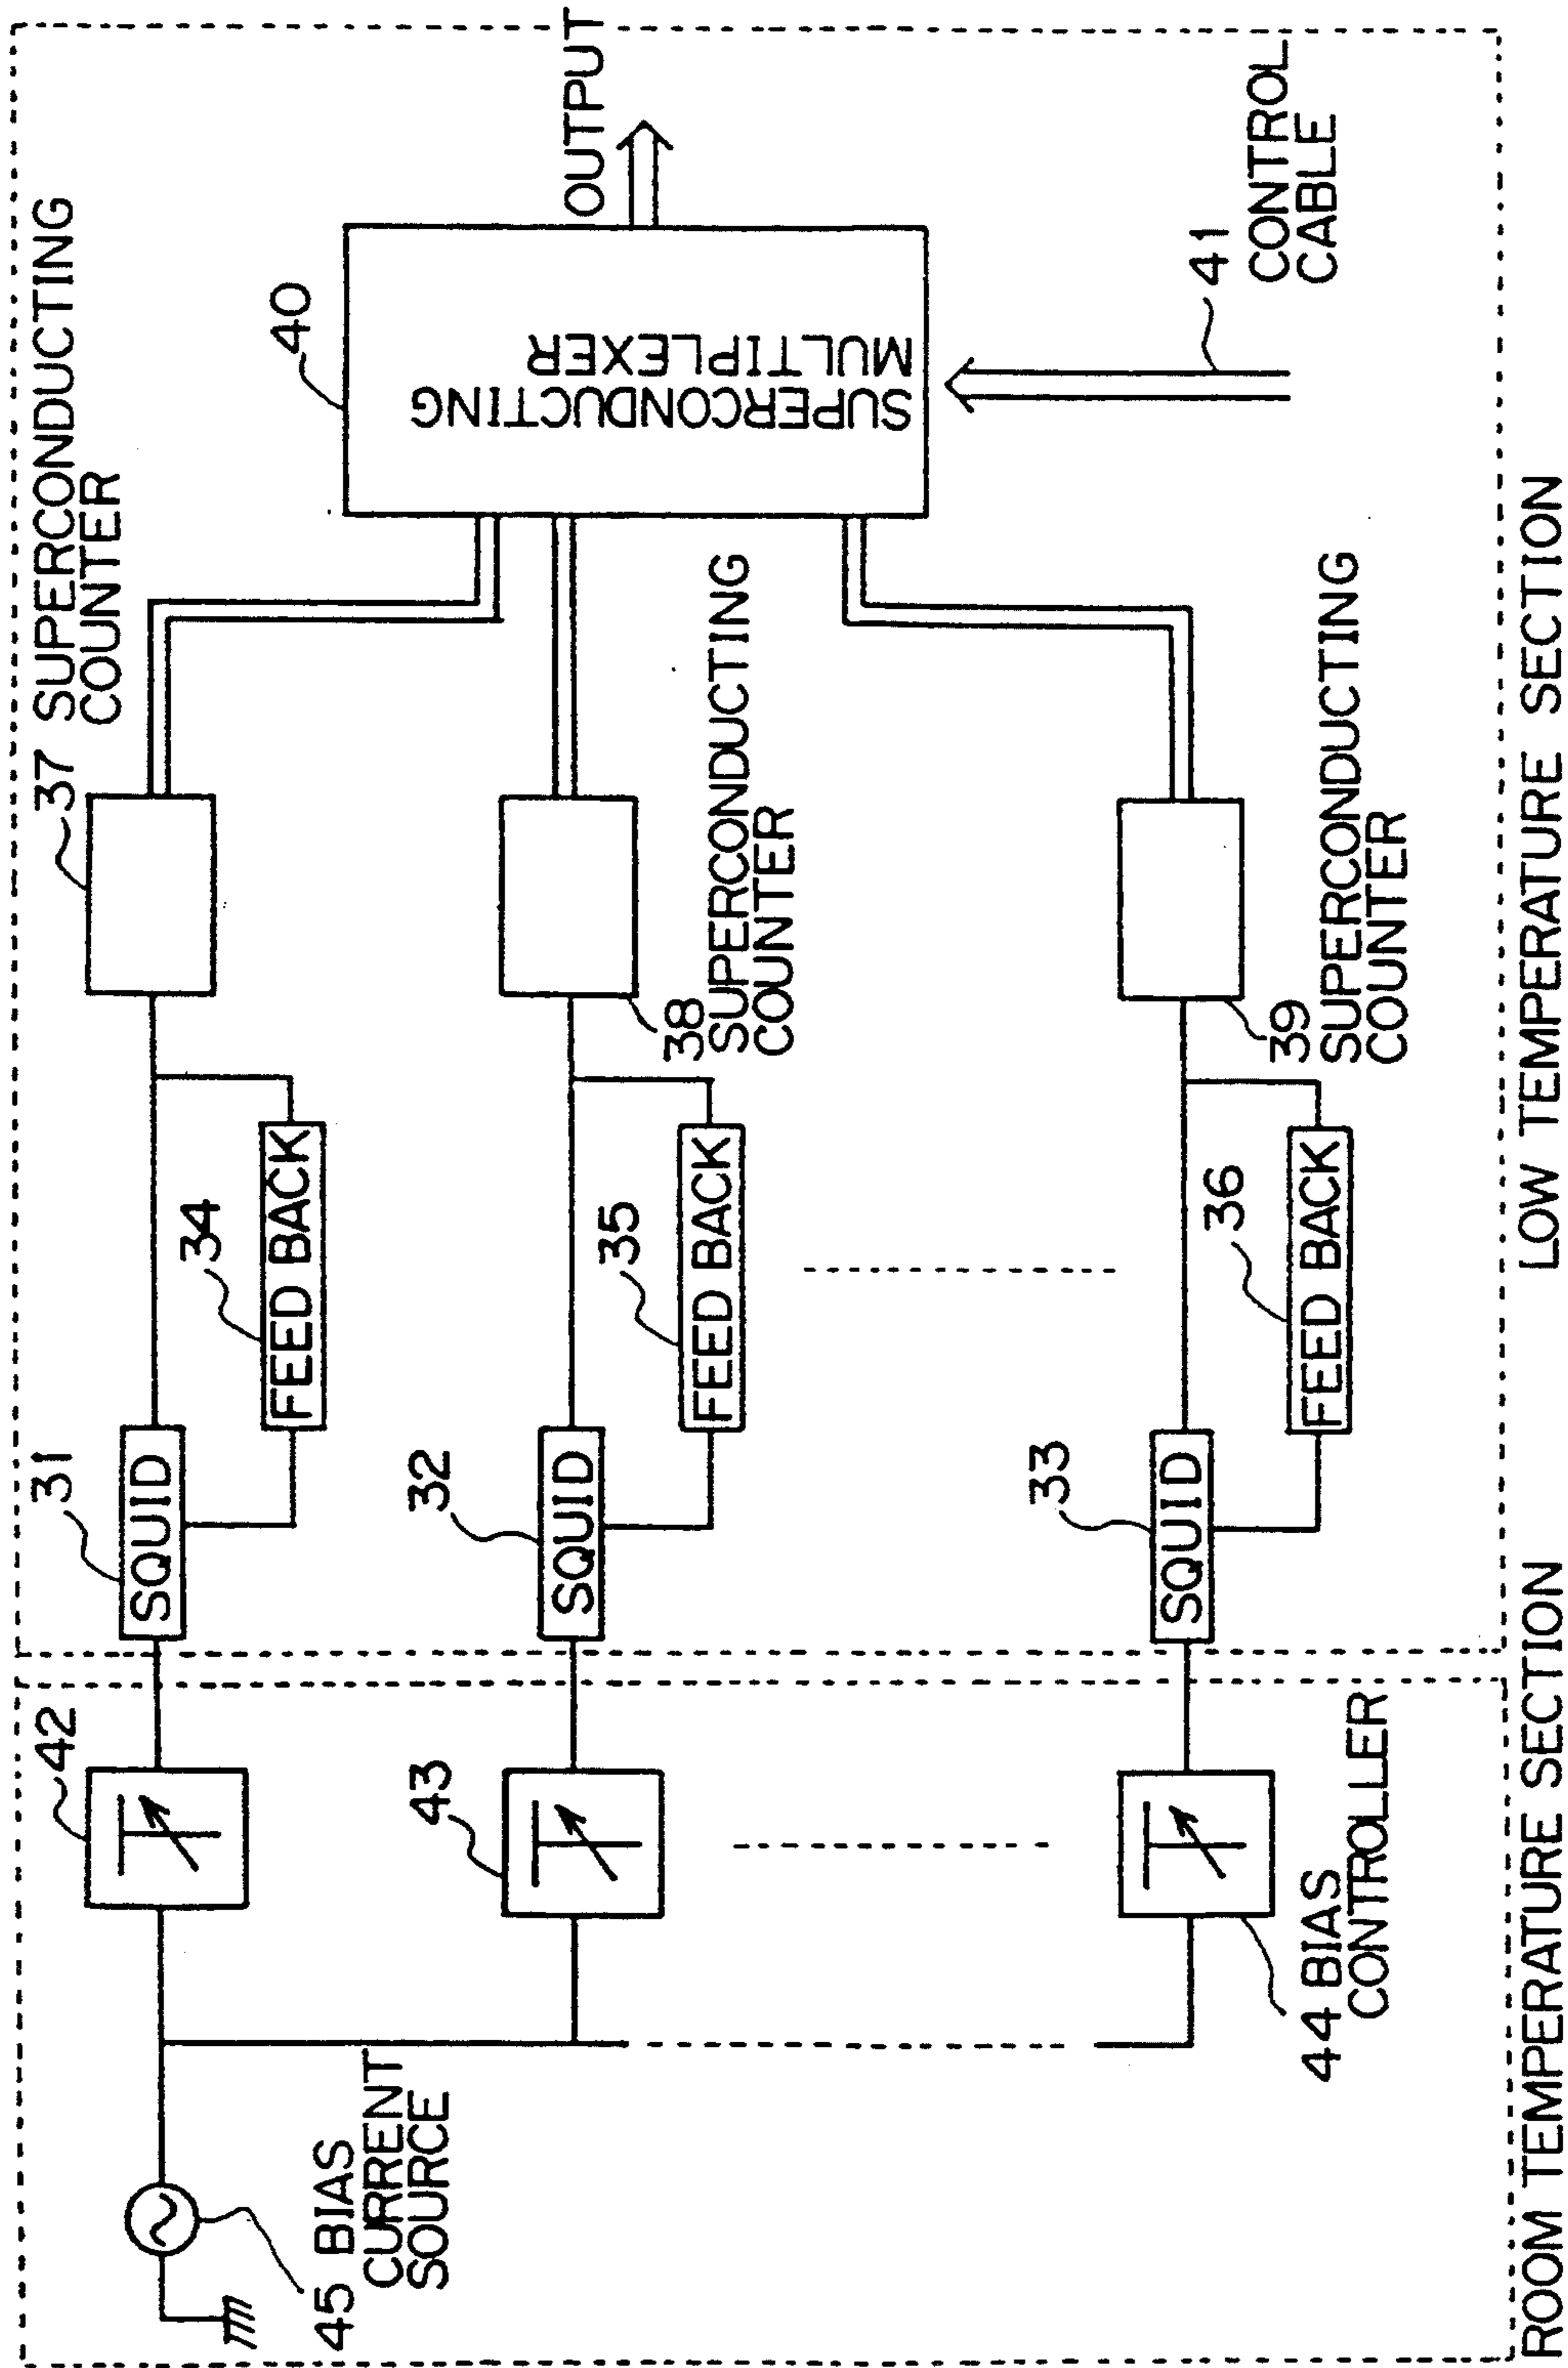 45 BIAS
CURRENT
SOURCE
42
43
44 BIAS
CONTROLLER
ROOM TEMPERATURE SECTION
31
SQUID
34
FEED BACK
37 SUPERCONDUCTING
COUNTER
32
SQUID
35
FEED BACK
38
SUPERCONDUCTING
COUNTER
33
SQUID
36
FEED BACK
39
SUPERCONDUCTING
COUNTER
40
SUPERCONDUCTING
MULTIPLEXER
OUTPUT
41
CONTROL
CABLE
LOW TEMPERATURE SECTION